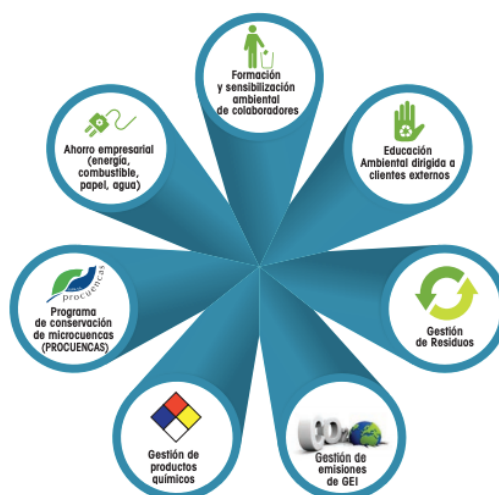 Formación
y sensibilización
ambiental
de colaboradores
Educación
Ambiental dirigida a
clientes externos
Gestión
de Residuos
CO2
Gestión de
emisiones
de GEI
Gestión de
productos
químicos
procuencas
Programa
de conservación
de microcuencas
(PROCUENCAS)
Ahorro empresarial
(energía,
combustible,
papel, agua)